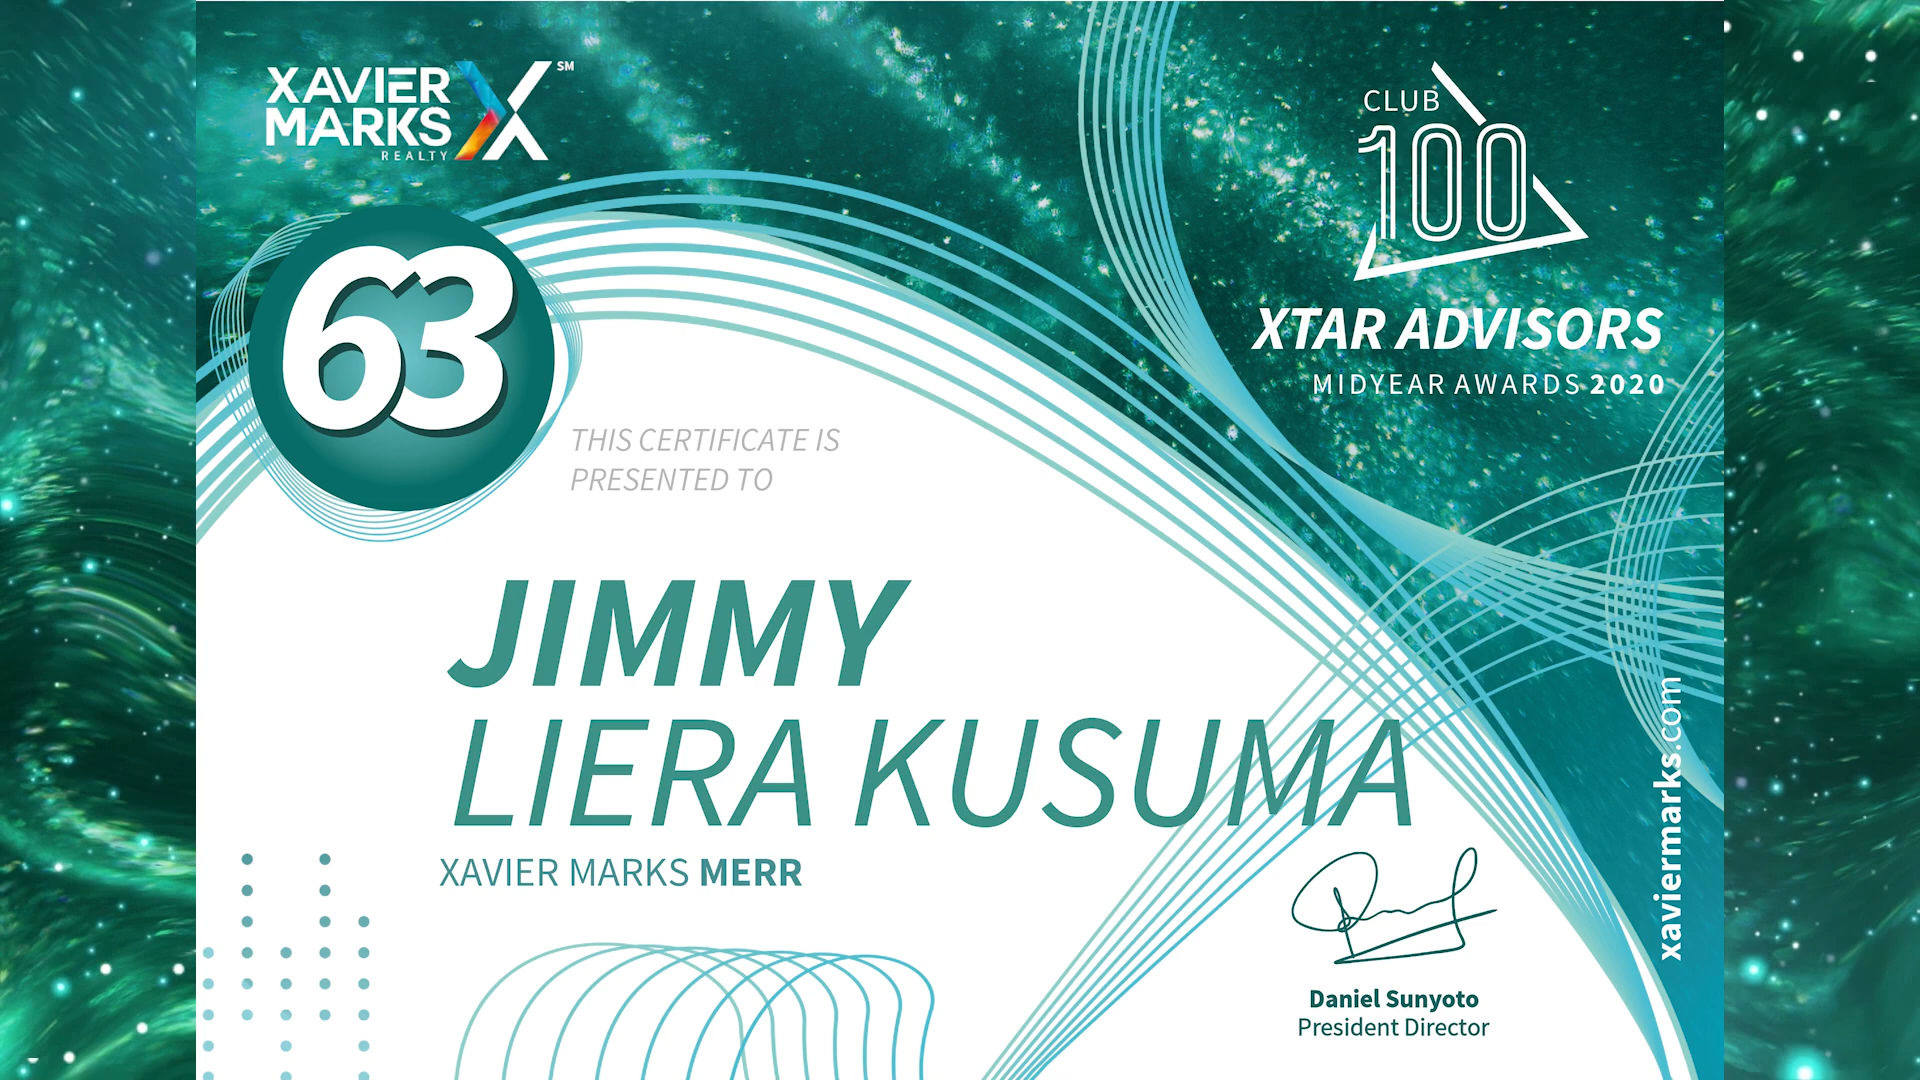 XAVIER
MARKS
REALTY
X SM
CLUB
100
XTAR ADVISORS
MIDYEAR AWARDS 2020
63
THIS CERTIFICATE IS
PRESENTED TO
JIMMY
LIERA KUSUMA
XAVIER MARKS MERR
Daniel Sunyoto
President Director
xaviermarks.com